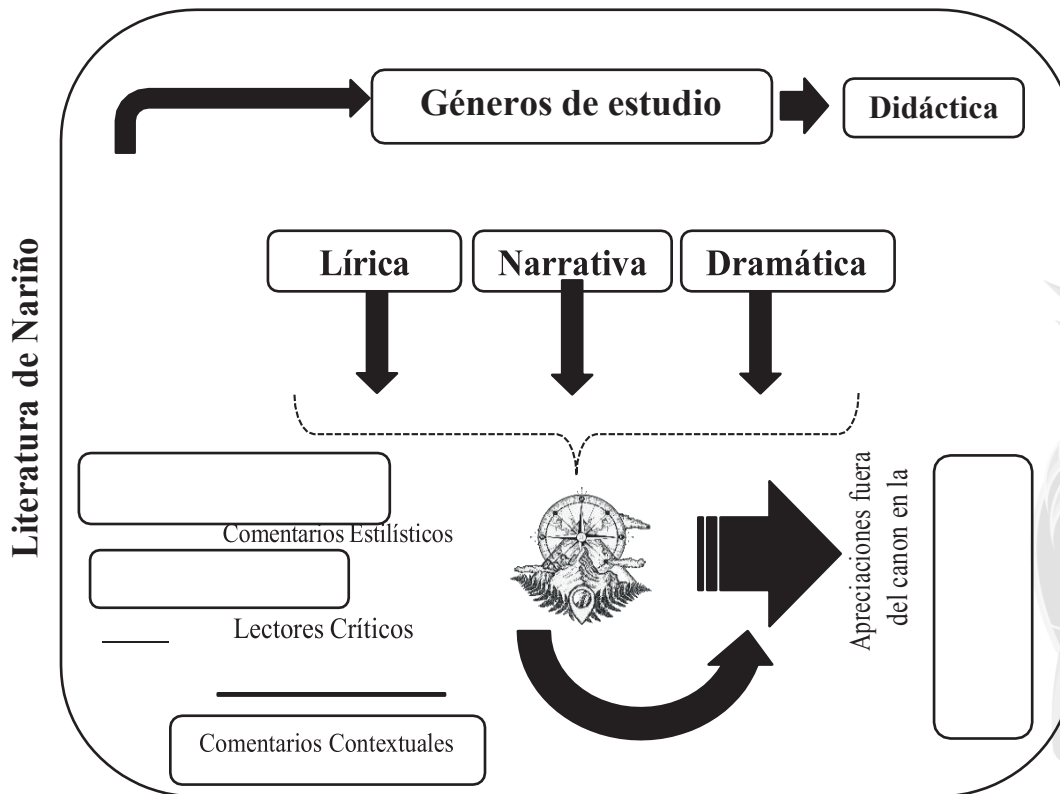 Literatura de Nariño
Géneros de estudio
Didáctica
Lírica
Narrativa
Dramática
Comentarios Estilísticos
Lectores Críticos
Comentarios Contextuales
Apreciaciones fuera
del canon en la